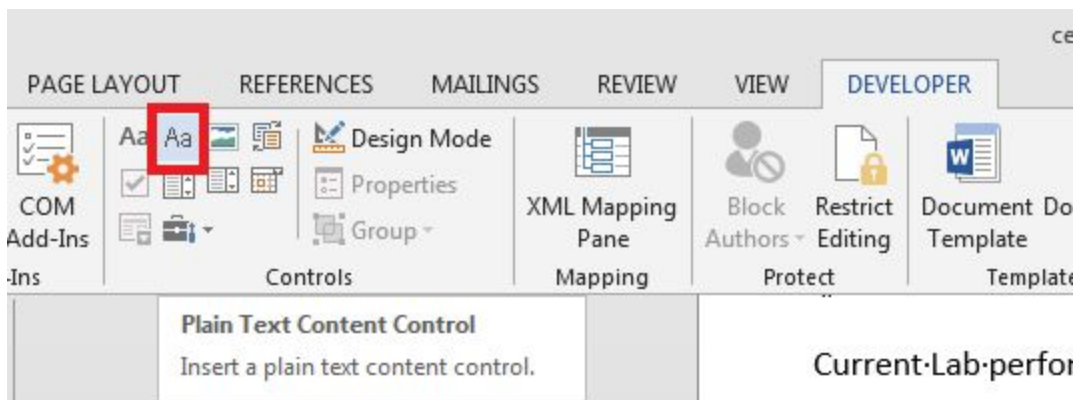 ce
PAGE LAYOUT REFERENCES MAILINGS REVIEW VIEW DEVELOPER
Aa Aa Design Mode
Properties
COM XML Mapping Block Restrict Document Do
Add-Ins Group Pane Authors Editing Template
-Ins Controls Mapping Protect Template
Plain Text Content Control
Insert a plain text content control.
Current·Lab·perfor